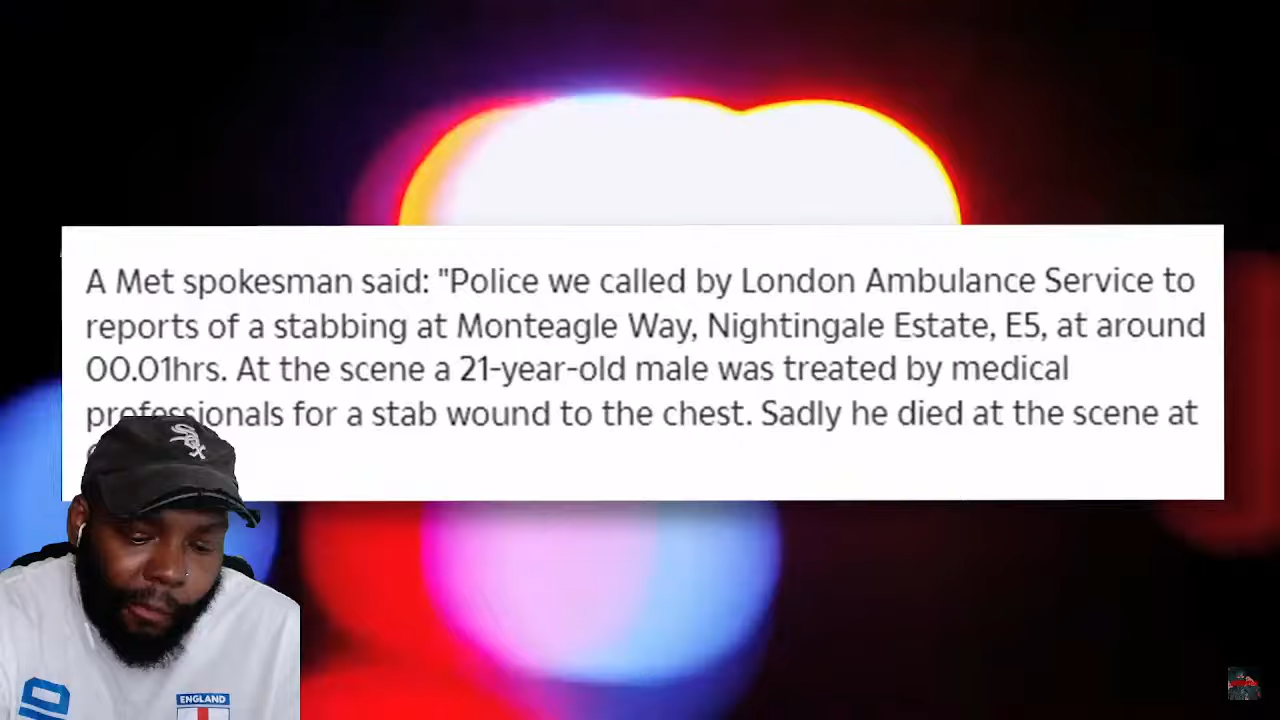 A Met spokesman said: "Police we called by London Ambulance Service to
reports of a stabbing at Monteagle Way, Nightingale Estate, E5, at around
00.01hrs. At the scene a 21-year-old male was treated by medical
professionals for a stab wound to the chest. Sadly he died at the scene at
ENGLAND